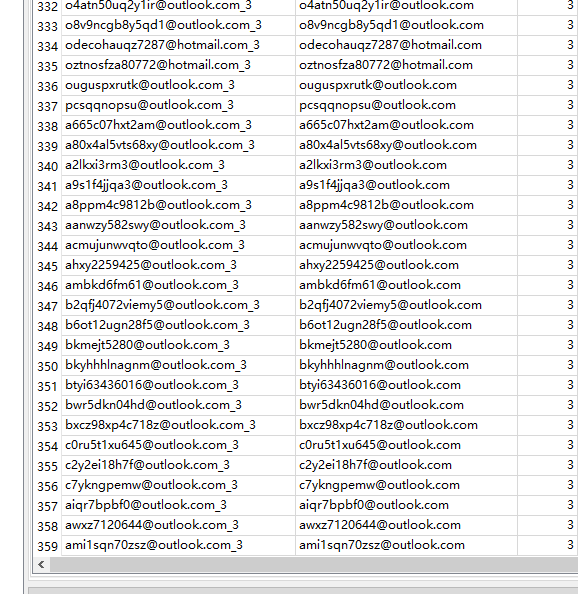 332 o4atn50uq2y1ir@outlook.com_3 o4atn50uq2y1ir@outlook.com 3
333 o8v9ncgb8y5qd1@outlook.com_3 o8v9ncgb8y5qd1@outlook.com 3
334 odecohauqz7287@hotmail.com_3 odecohauqz7287@hotmail.com 3
335 oztnosfza80772@hotmail.com_3 oztnosfza80772@hotmail.com 3
336 ouguspxrutk@outlook.com_3 ouguspxrutk@outlook.com 3
337 pcsqqnopsu@outlook.com_3 pcsqqnopsu@outlook.com 3
338 a665c07hxt2am@outlook.com_3 a665c07hxt2am@outlook.com 3
339 a80x4al5vts68xy@outlook.com_3 a80x4al5vts68xy@outlook.com 3
340 a2lkxi3rm3@outlook.com_3 a2lkxi3rm3@outlook.com 3
341 a9s1f4jjqa3@outlook.com_3 a9s1f4jjqa3@outlook.com 3
342 a8ppm4c9812b@outlook.com_3 a8ppm4c9812b@outlook.com 3
343 aanwzy582swy@outlook.com_3 aanwzy582swy@outlook.com 3
344 acmujunwvqto@outlook.com_3 acmujunwvqto@outlook.com 3
345 ahxy2259425@outlook.com_3 ahxy2259425@outlook.com 3
346 ambkd6fm61@outlook.com_3 ambkd6fm61@outlook.com 3
347 b2qfj4072viemy5@outlook.com_3 b2qfj4072viemy5@outlook.com 3
348 b6ot12ugn28f5@outlook.com_3 b6ot12ugn28f5@outlook.com 3
349 bkmejt5280@outlook.com_3 bkmejt5280@outlook.com 3
350 bkyhhhlnagnm@outlook.com_3 bkyhhhlnagnm@outlook.com 3
351 btyi63436016@outlook.com_3 btyi63436016@outlook.com 3
352 bwr5dkn04hd@outlook.com_3 bwr5dkn04hd@outlook.com 3
353 bxcz98xp4c718z@outlook.com_3 bxcz98xp4c718z@outlook.com 3
354 c0ru5t1xu645@outlook.com_3 c0ru5t1xu645@outlook.com 3
355 c2y2ei18h7f@outlook.com_3 c2y2ei18h7f@outlook.com 3
356 c7ykngpemw@outlook.com_3 c7ykngpemw@outlook.com 3
357 aiqr7bpbf0@outlook.com_3 aiqr7bpbf0@outlook.com 3
358 awxz7120644@outlook.com_3 awxz7120644@outlook.com 3
359 ami1sqn70zsz@outlook.com_3 ami1sqn70zsz@outlook.com 3